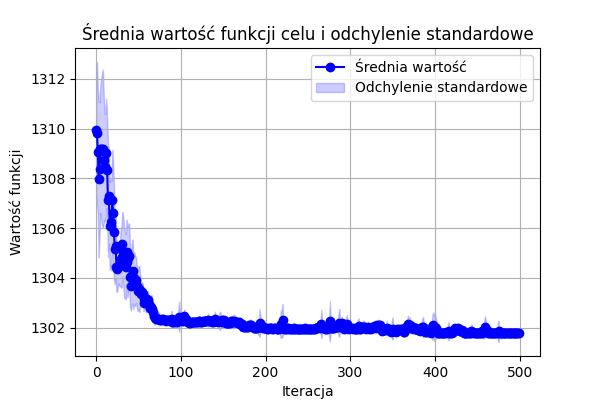 Średnia wartość funkcji celu i odchylenie standardowe
Średnia wartość
Odchylenie standardowe
Wartość funkcji
1312
1310
1308
1306
1304
1302
0 100 200 300 400 500
Iteracja